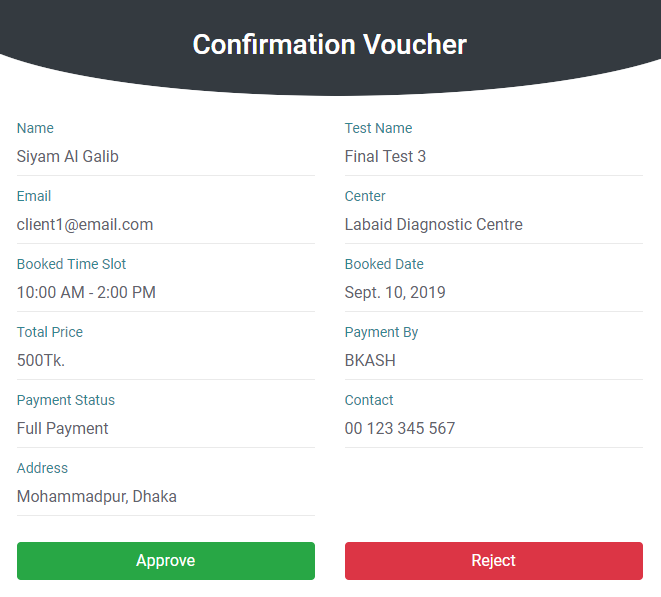 Confirmation Voucher
Name
Siyam Al Galib
Test Name
Final Test 3
Email
client1@email.com
Center
Labaid Diagnostic Centre
Booked Time Slot
10:00 AM - 2:00 PM
Booked Date
Sept. 10, 2019
Total Price
500Tk.
Payment By
BKASH
Payment Status
Full Payment
Contact
00 123 345 567
Address
Mohammadpur, Dhaka
Approve
Reject